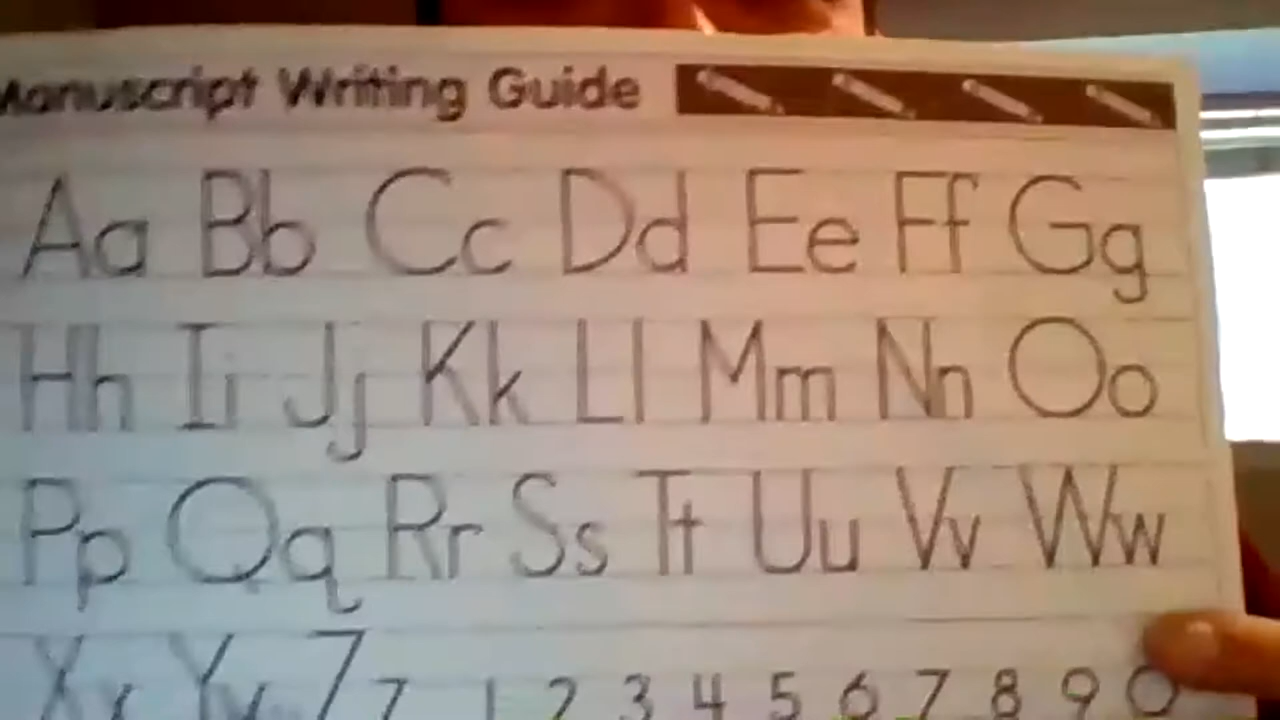 Manuscript Writing Guide
Aa Bb Cc Dd Ee Ff Gg
Hh Ii Jj Kk Ll Mm Nn Oo
Pp Qq Rr Ss Tt Uu Vv Ww
Xx Yy Zz 1 2 3 4 5 6 7 8 9 0